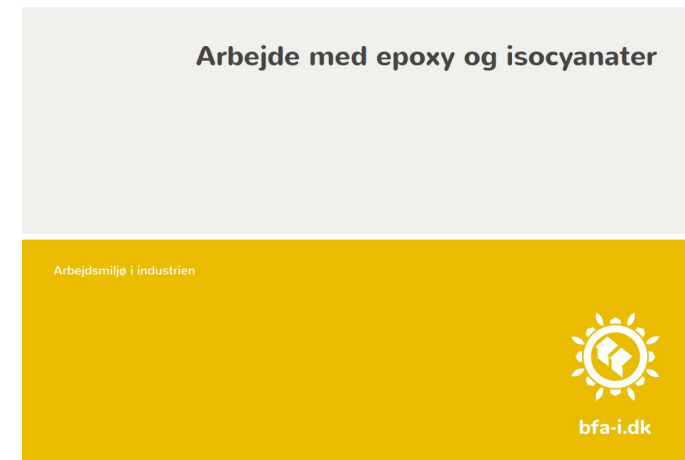 Arbejde med epoxy og isocyanater
Arbejdsmiljø i industrien
bfa-i.dk